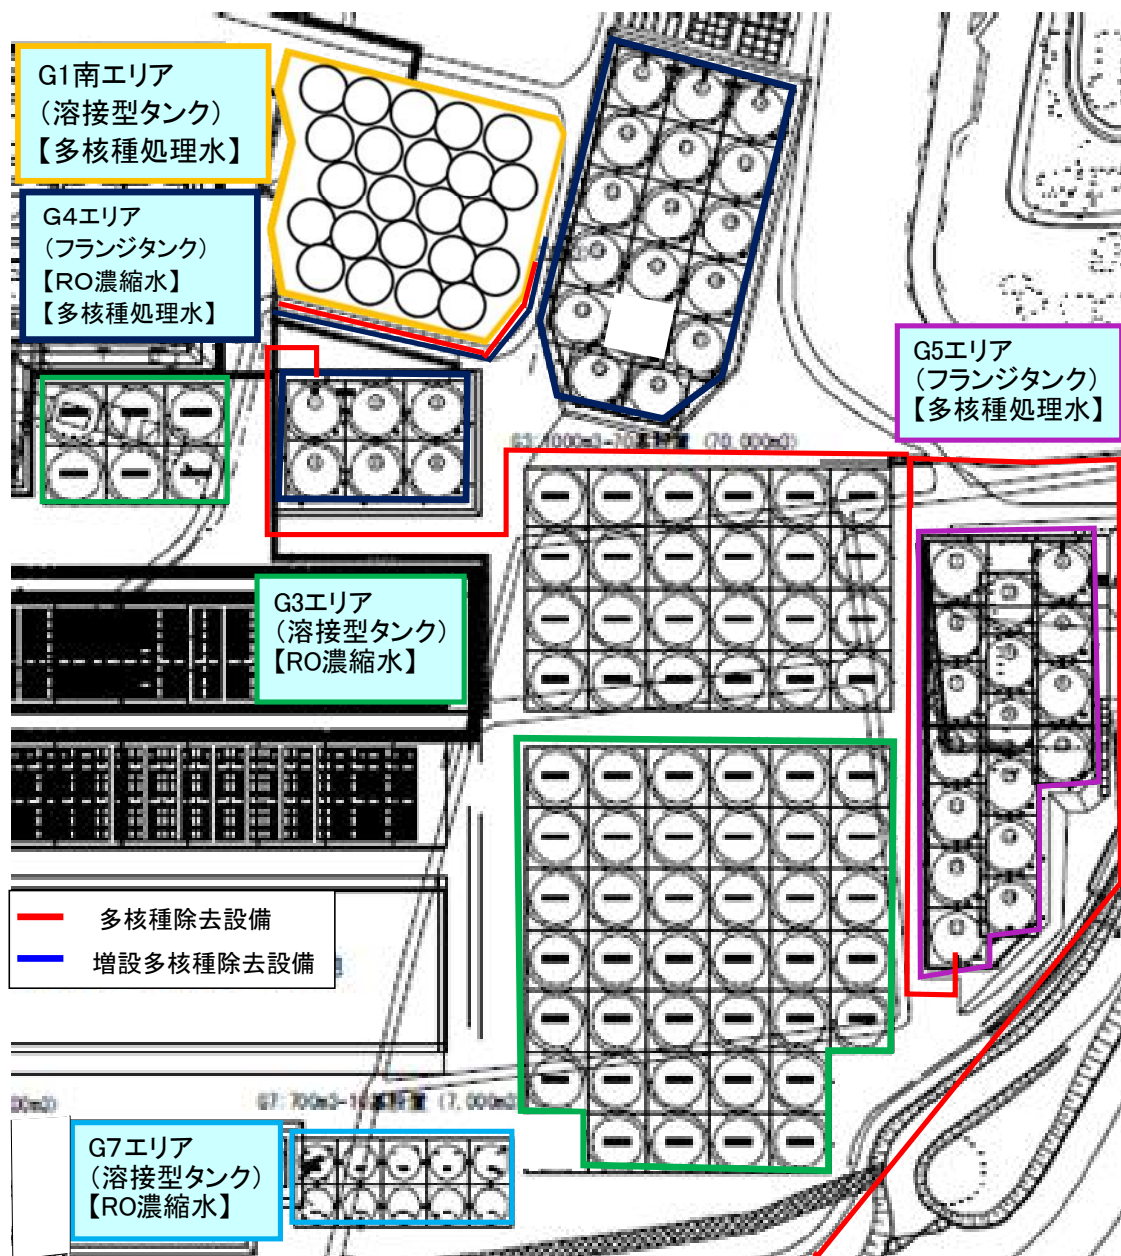 G1南エリア
(溶接型タンク)
【多核種処理水】
G4エリア
(フランジタンク)
【RO濃縮水】
【多核種処理水】
G5エリア
(フランジタンク)
【多核種処理水】
G3エリア
(溶接型タンク)
【RO濃縮水】
多核種除去設備
増設多核種除去設備
00m3)
(7,000m3
G7エリア
(溶接型タンク)
【RO濃縮水】